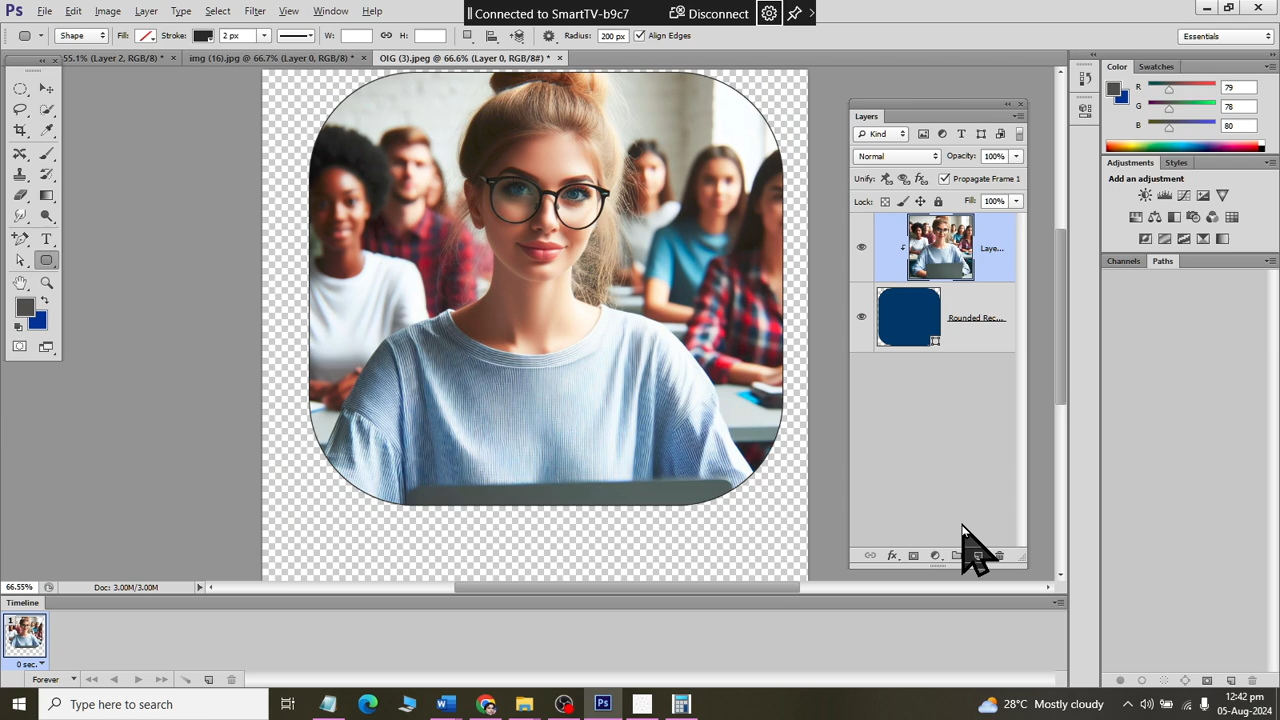 Ps File Edit Image Layer Type Select Filter View Window Help
Connected to SmartTV-b9c7 Disconnect
Shape Fill: Stroke: 2 px W: H: Radius: 200 px Align Edges Essentials
55.1% (Layer 2, RGB/8) * × img (16).jpg @ 66.7% (Layer 0, RGB/8) * × OIG (3).jpeg @ 66.6% (Layer 0, RGB/8#) * ×
Color Swatches
R 79
G 78
B 80
Layers
Kind
Normal Opacity: 100%
Unify: Propagate Frame 1
Lock: Fill: 100%
Laye...
Rounded Rec...
Adjustments Styles
Add an adjustment
Channels Paths
66.55% Doc: 3.00M/3.00M
Timeline
1
0 sec.
Forever
Type here to search
W
Ps
28°C Mostly cloudy
12:42 pm
05-Aug-2024